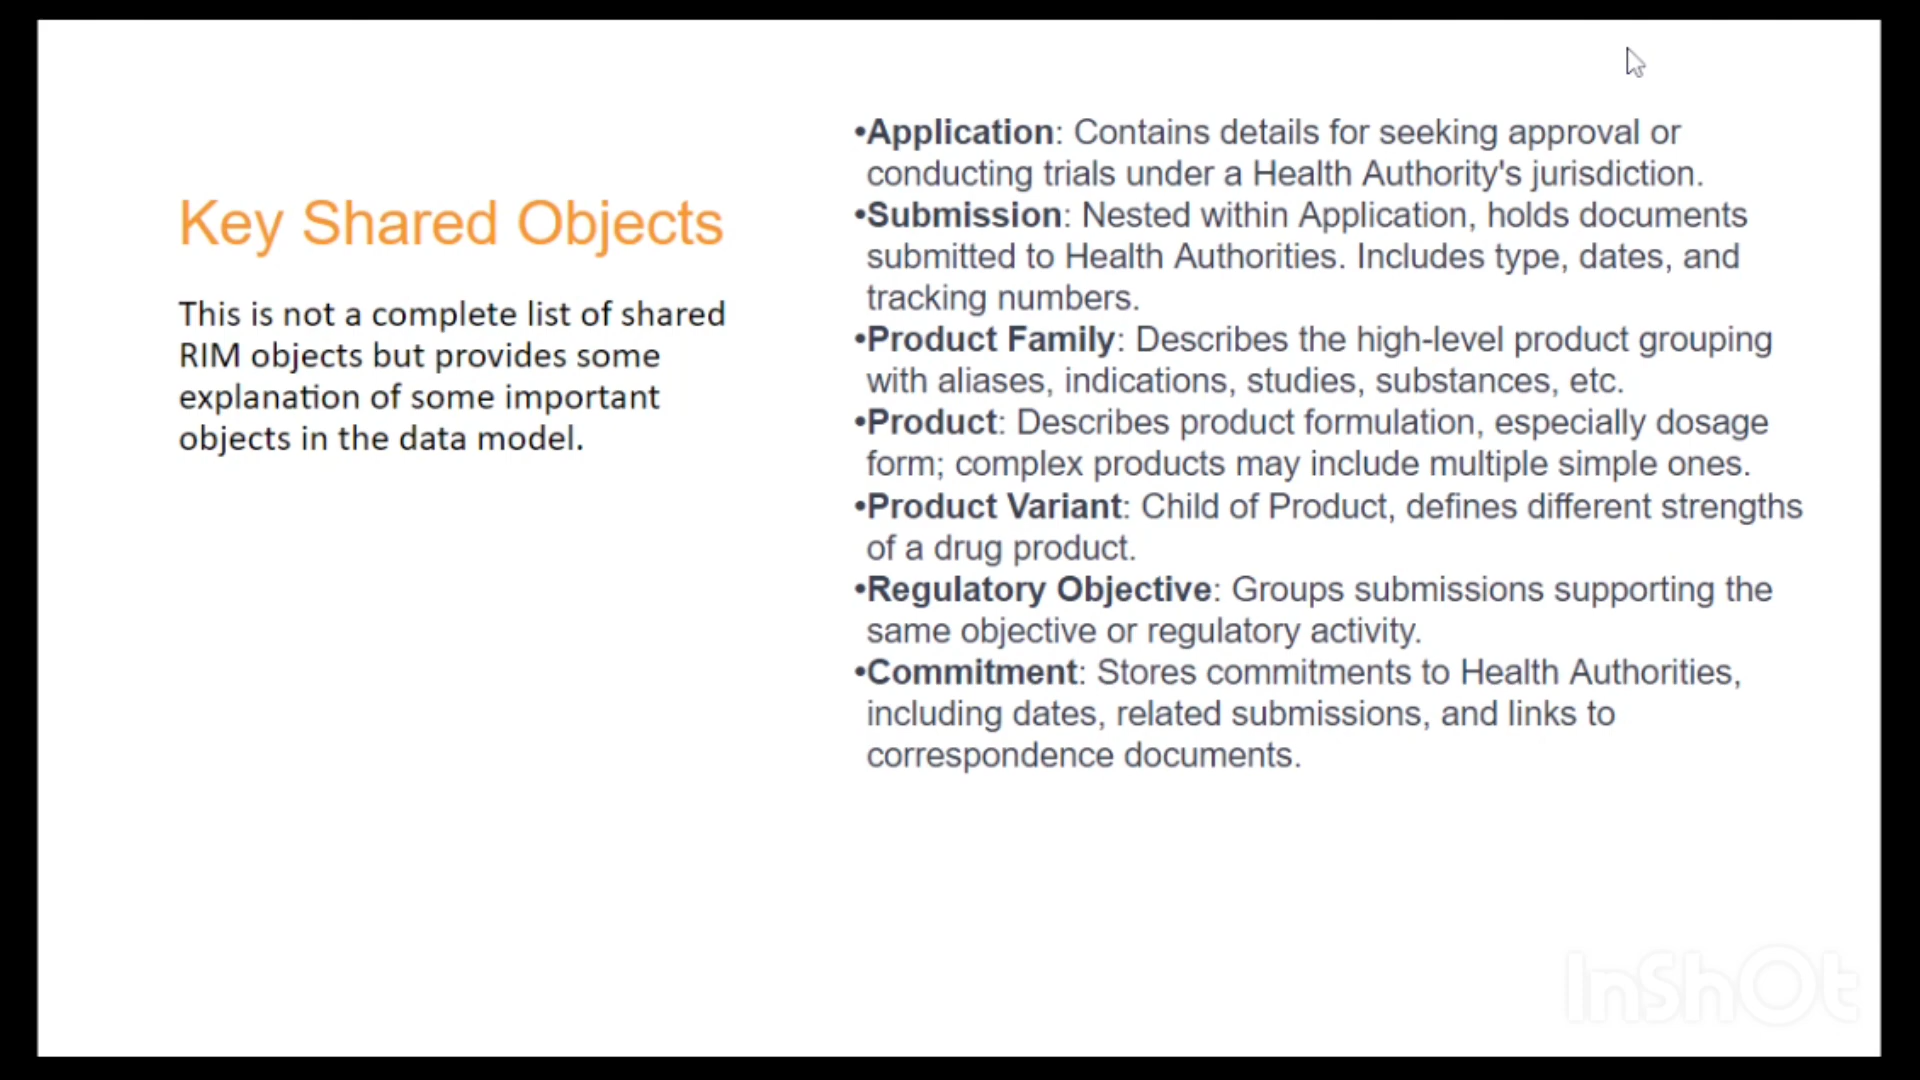 Key Shared Objects
This is not a complete list of shared
RIM objects but provides some
explanation of some important
objects in the data model.
•Application: Contains details for seeking approval or
conducting trials under a Health Authority's jurisdiction.
•Submission: Nested within Application, holds documents
submitted to Health Authorities. Includes type, dates, and
tracking numbers.
•Product Family: Describes the high-level product grouping
with aliases, indications, studies, substances, etc.
•Product: Describes product formulation, especially dosage
form; complex products may include multiple simple ones.
•Product Variant: Child of Product, defines different strengths
of a drug product.
•Regulatory Objective: Groups submissions supporting the
same objective or regulatory activity.
•Commitment: Stores commitments to Health Authorities,
including dates, related submissions, and links to
correspondence documents.
InShOt